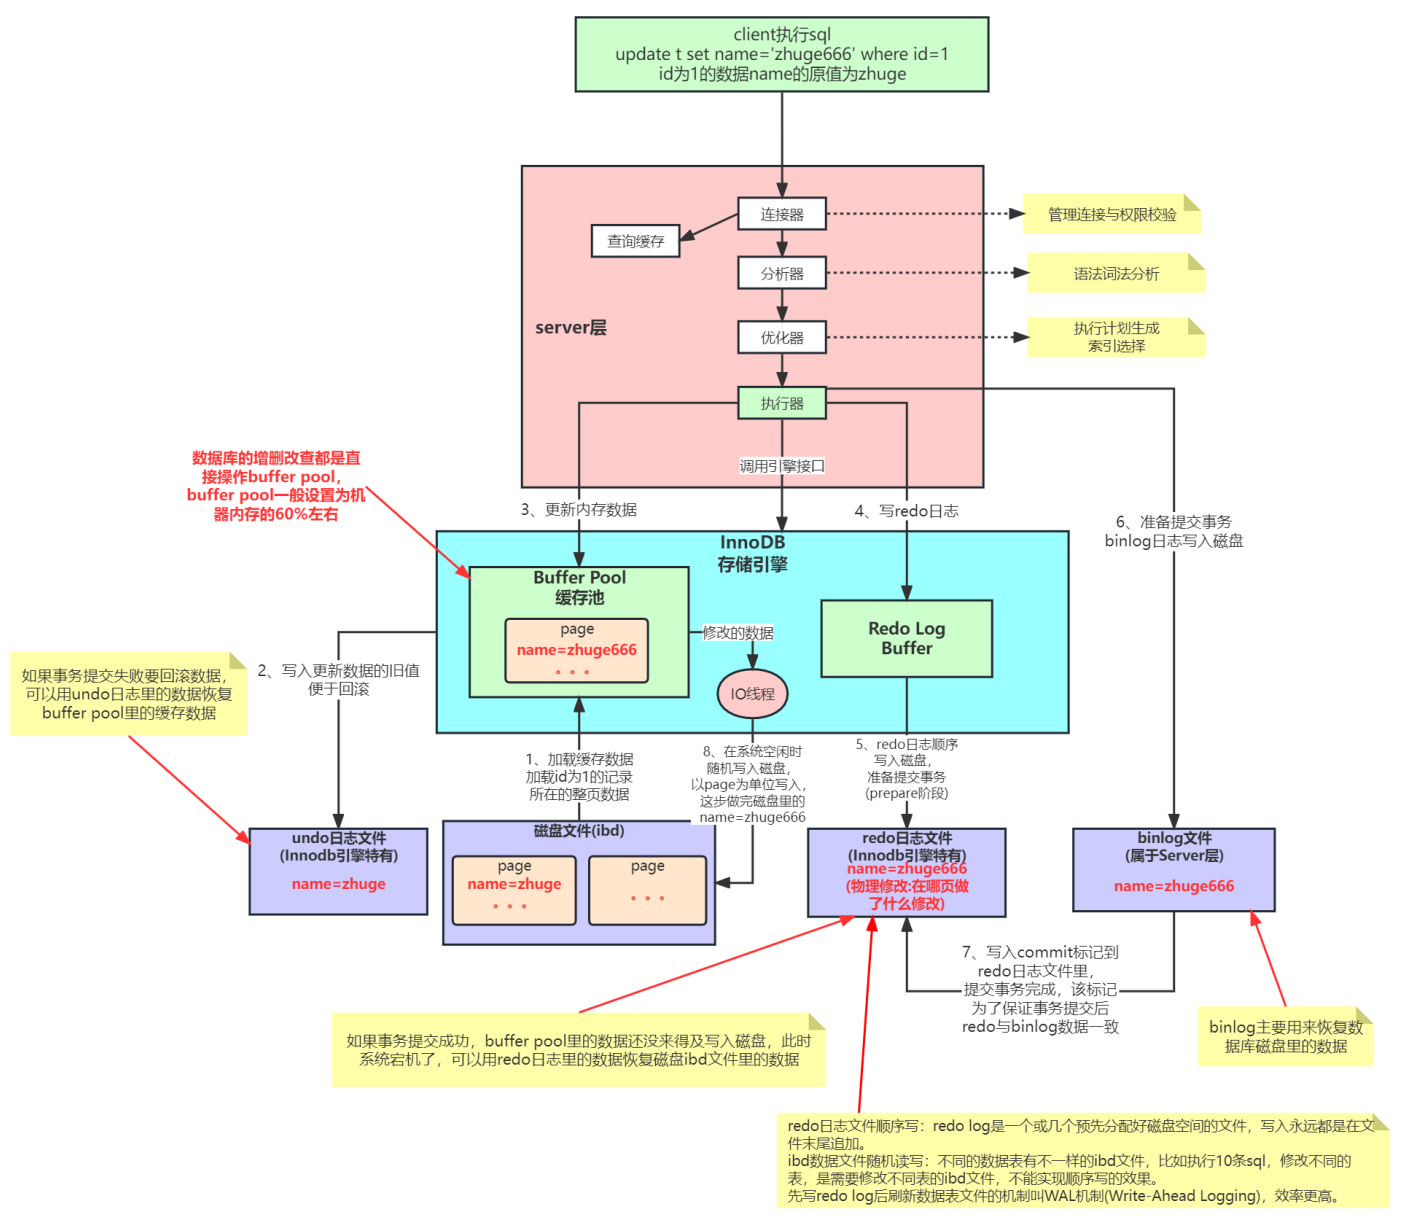 client执行sql
update t set name='zhuge666' where id=1
id为1的数据name的原值为zhuge
连接器
管理连接与权限校验
查询缓存
分析器
语法词法分析
server层
优化器
执行计划生成
索引选择
执行器
调用引擎接口
数据库的增删改查都是直
接操作buffer pool，
buffer pool一般设置为机
器内存的60%左右
3、更新内存数据
4、写redo日志
6、准备提交事务
binlog日志写入磁盘
InnoDB
存储引擎
Buffer Pool
缓存池
page
name=zhuge666
。。。
修改的数据
IO线程
Redo Log
Buffer
2、写入更新数据的旧值
便于回滚
如果事务提交失败要回滚数据，
可以用undo日志里的数据恢复
buffer pool里的缓存数据
1、加载缓存数据
加载id为1的记录
所在的整页数据
8、在系统空闲时
随机写入磁盘，
以page为单位写入，
这步做完磁盘里的
name=zhuge666
5、redo日志顺序
写入磁盘，
准备提交事务
(prepare阶段)
undo日志文件
(Innodb引擎特有)
name=zhuge
磁盘文件(ibd)
page
name=zhuge
。。。
page
。。。
redo日志文件
(Innodb引擎特有)
name=zhuge666
(物理修改:在哪页做
了什么修改)
binlog文件
(属于Server层)
name=zhuge666
7、写入commit标记到
redo日志文件里，
提交事务完成，该标记
为了保证事务提交后
redo与binlog数据一致
如果事务提交成功，buffer pool里的数据还没来得及写入磁盘，此时
系统宕机了，可以用redo日志里的数据恢复磁盘ibd文件里的数据
binlog主要用来恢复数
据库磁盘里的数据
redo日志文件顺序写：redo log是一个或几个预先分配好磁盘空间的文件，写入永远都是在文
件末尾追加。
ibd数据文件随机读写：不同的数据表有不一样的ibd文件，比如执行10条sql，修改不同的
表，是需要修改不同表的ibd文件，不能实现顺序写的效果。
先写redo log后刷新数据表文件的机制叫WAL机制(Write-Ahead Logging)，效率更高。